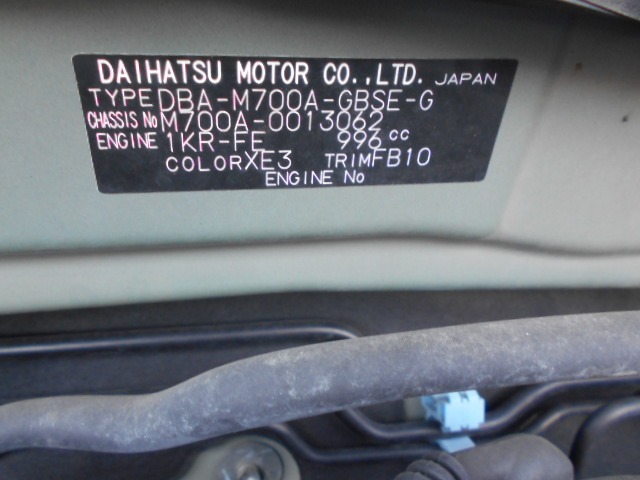 DAIHATSU MOTOR CO.,LTD. JAPAN
TYPE DBA-M700A-GBSE-G
CHASSIS No M700A-0013062
ENGINE 1KR-FE 996 cc
COLOR XE3 TRIM FB10
ENGINE No